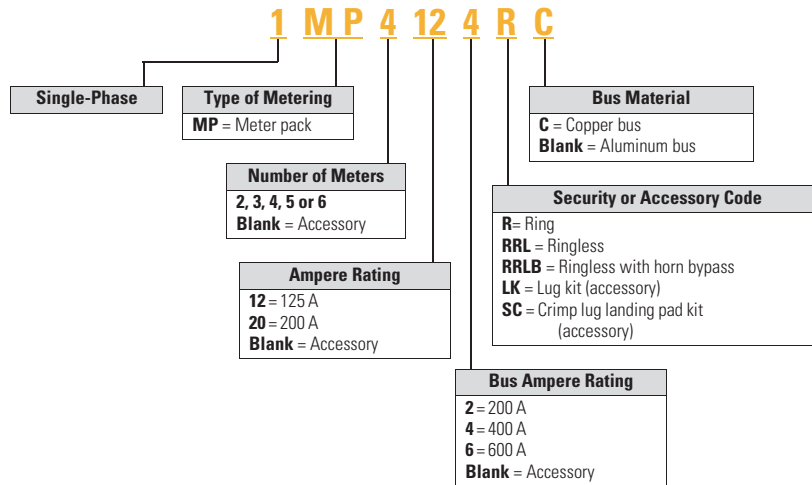 1 MP 4 12 4 R C
Single-Phase
Type of Metering
MP = Meter pack
Number of Meters
2, 3, 4, 5 or 6
Blank = Accessory
Ampere Rating
12 = 125 A
20 = 200 A
Blank = Accessory
Bus Ampere Rating
2 = 200 A
4 = 400 A
6 = 600 A
Blank = Accessory
Security or Accessory Code
R= Ring
RRL = Ringless
RRLB = Ringless with horn bypass
LK = Lug kit (accessory)
SC = Crimp lug landing pad kit
(accessory)
Bus Material
C = Copper bus
Blank = Aluminum bus